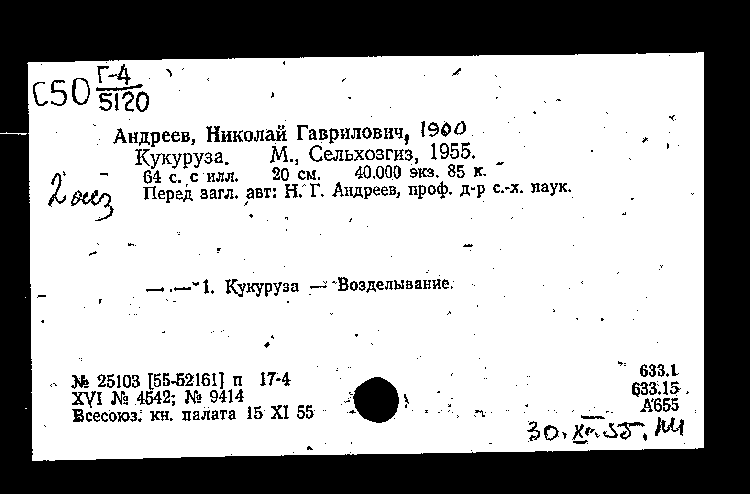 С50 Г-4
5120
Андреев, Николай Гаврилович, 1900
Кукуруза. М., Сельхозгиз, 1955.
64 с. с илл. 20 см. 40.000 экз. 85 к.
2 экз
Перед загл. авт: Н. Г. Андреев, проф. д-р с.-х. наук.
— . — 1. Кукуруза — Возделывание.
№ 25103 [55-52161] п 17-4
XVI № 4542; № 9414
Всесоюз. кн. палата 15 XI 55
633.1
633.15
А655
30. XII. 55.